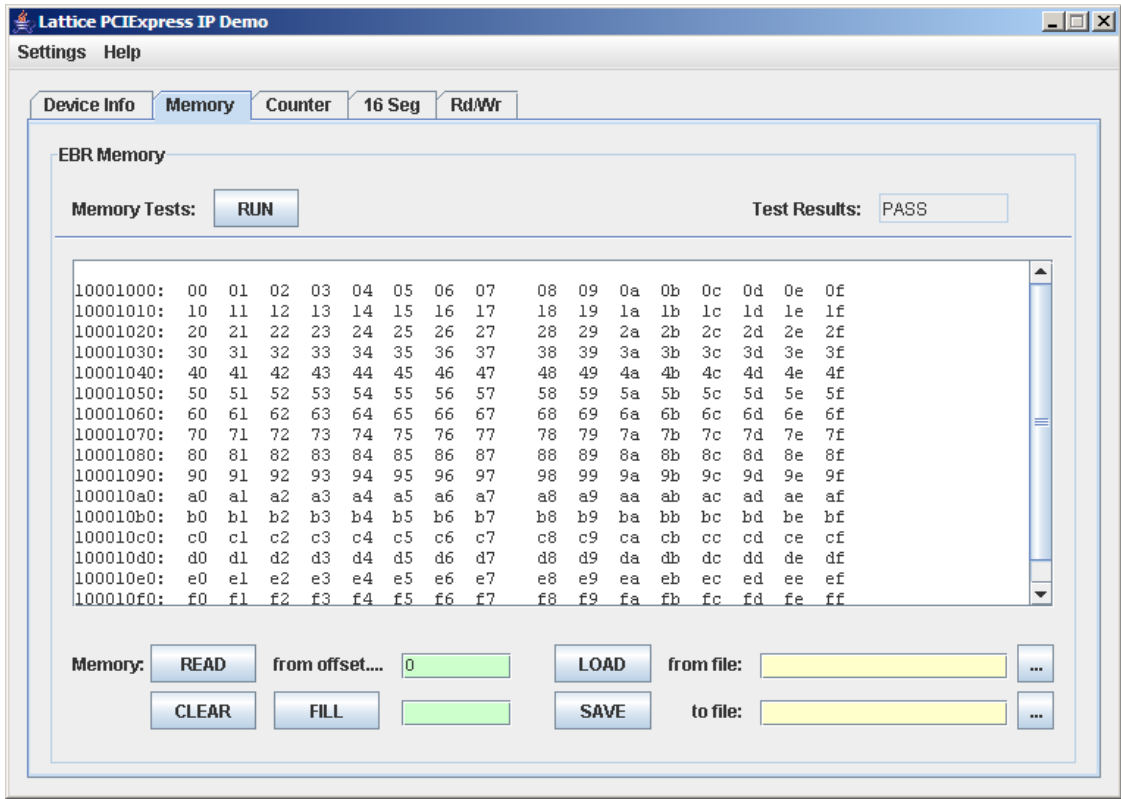 Lattice PCIExpress IP Demo
Settings Help
Device Info Memory Counter 16 Seg Rd/Wr
EBR Memory
Memory Tests: RUN Test Results: PASS
10001000: 00 01 02 03 04 05 06 07 08 09 0a 0b 0c 0d 0e 0f
10001010: 10 11 12 13 14 15 16 17 18 19 1a 1b 1c 1d 1e 1f
10001020: 20 21 22 23 24 25 26 27 28 29 2a 2b 2c 2d 2e 2f
10001030: 30 31 32 33 34 35 36 37 38 39 3a 3b 3c 3d 3e 3f
10001040: 40 41 42 43 44 45 46 47 48 49 4a 4b 4c 4d 4e 4f
10001050: 50 51 52 53 54 55 56 57 58 59 5a 5b 5c 5d 5e 5f
10001060: 60 61 62 63 64 65 66 67 68 69 6a 6b 6c 6d 6e 6f
10001070: 70 71 72 73 74 75 76 77 78 79 7a 7b 7c 7d 7e 7f
10001080: 80 81 82 83 84 85 86 87 88 89 8a 8b 8c 8d 8e 8f
10001090: 90 91 92 93 94 95 96 97 98 99 9a 9b 9c 9d 9e 9f
100010a0: a0 a1 a2 a3 a4 a5 a6 a7 a8 a9 aa ab ac ad ae af
100010b0: b0 b1 b2 b3 b4 b5 b6 b7 b8 b9 ba bb bc bd be bf
100010c0: c0 c1 c2 c3 c4 c5 c6 c7 c8 c9 ca cb cc cd ce cf
100010d0: d0 d1 d2 d3 d4 d5 d6 d7 d8 d9 da db dc dd de df
100010e0: e0 e1 e2 e3 e4 e5 e6 e7 e8 e9 ea eb ec ed ee ef
100010f0: f0 f1 f2 f3 f4 f5 f6 f7 f8 f9 fa fb fc fd fe ff
Memory: READ from offset.... 0 LOAD from file: ...
CLEAR FILL SAVE to file: ...